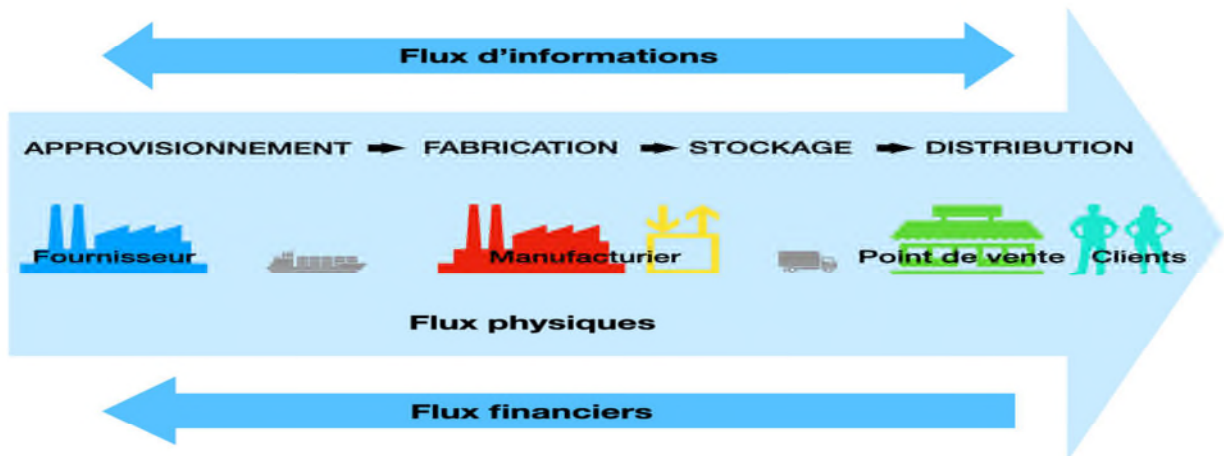 Flux d'informations
APPROVISIONNEMENT FABRICATION STOCKAGE DISTRIBUTION
Fournisseur Manufacturier Point de vente Clients
Flux physiques
Flux financiers